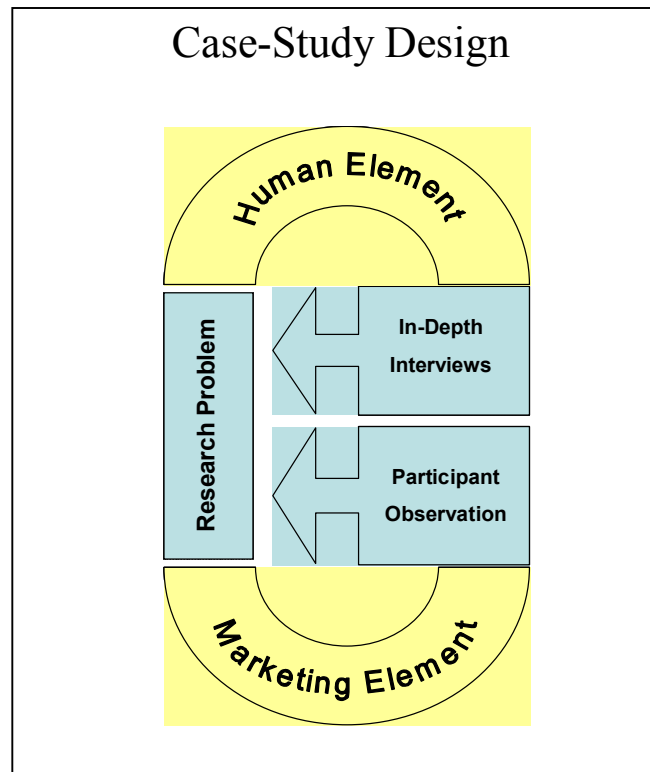 Case-Study Design
Human Element
Research Problem
In-Depth
Interviews
Participant
Observation
Marketing Element